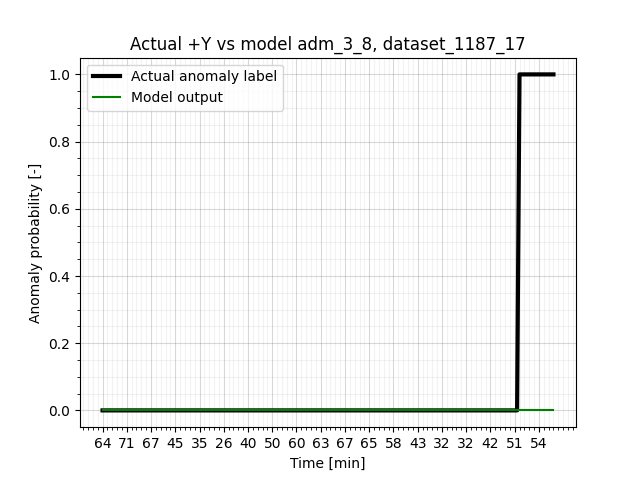 Actual +Y vs model adm_3_8, dataset_1187_17
Actual anomaly label
Model output
1.0
0.8
0.6
0.4
0.2
0.0
Anomaly probability [-]
64 71 67 45 35 26 40 50 60 63 67 65 58 43 32 32 42 51 54
Time [min]